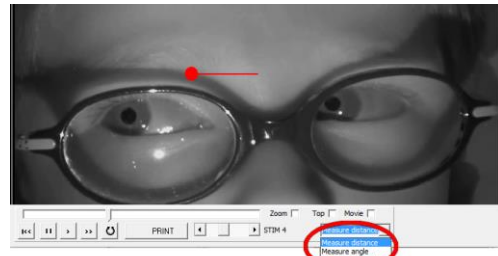 Zoom Top Movie
PRINT STIM 4 Measure distance
Measure distance
Measure angle